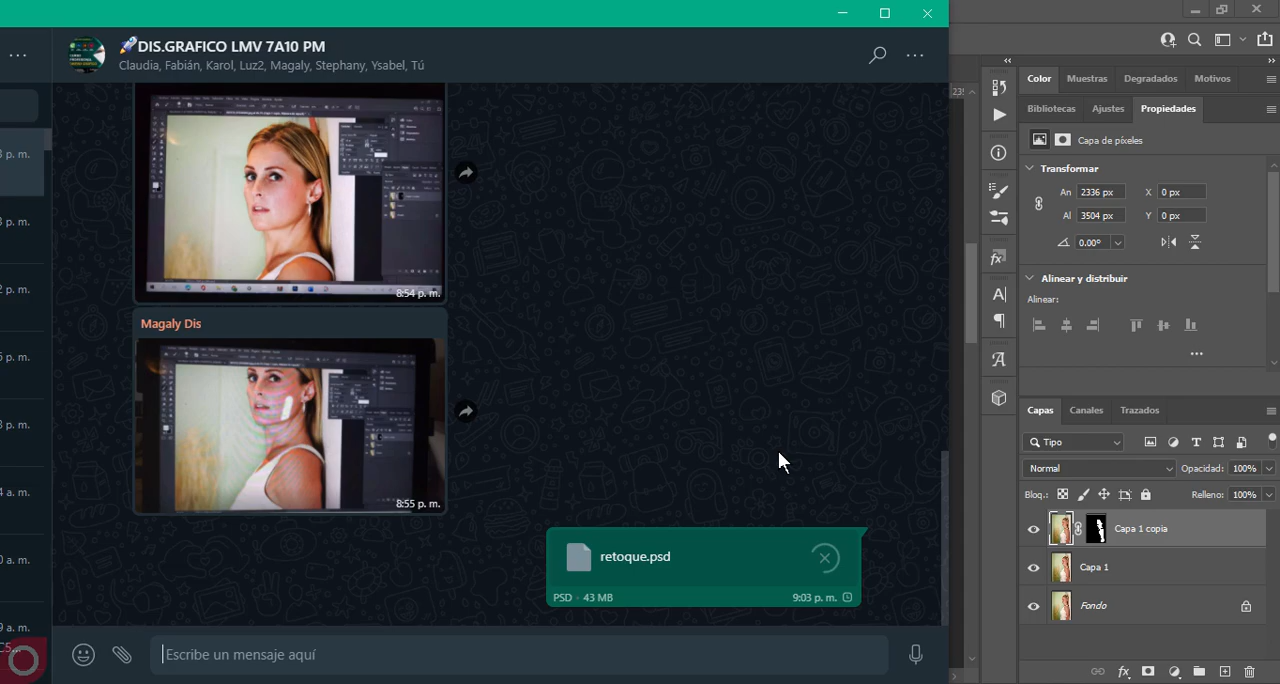 🚀DIS.GRAFICO LMV 7A10 PM
Claudia, Fabián, Karol, Luz2, Magaly, Stephany, Ysabel, Tú
p. m.
p. m.
p. m.
p. m.
p. m.
a. m.
a. m.
a. m.
8:54 p. m.
Magaly Dis
8:55 p. m.
retoque.psd
PSD • 43 MB
9:03 p. m.
Escribe un mensaje aquí
Color Muestras Degradados Motivos
Bibliotecas Ajustes Propiedades
Capa de píxeles
Transformar
An 2336 px X 0 px
Al 3504 px Y 0 px
0.00°
Alinear y distribuir
Alinear:
Capas Canales Trazados
Tipo
Normal Opacidad: 100%
Bloq.: Relleno: 100%
Capa 1 copia
Capa 1
Fondo